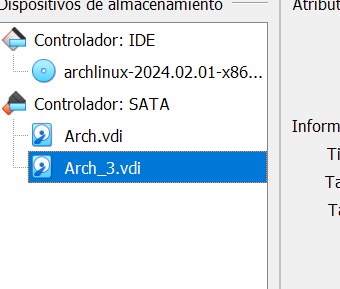 Dispositivos de almacenamiento
Atribut
Controlador: IDE
archlinux-2024.02.01-x86...
Controlador: SATA
Arch.vdi
Arch_3.vdi
Inform
Ti
Ta
Ta